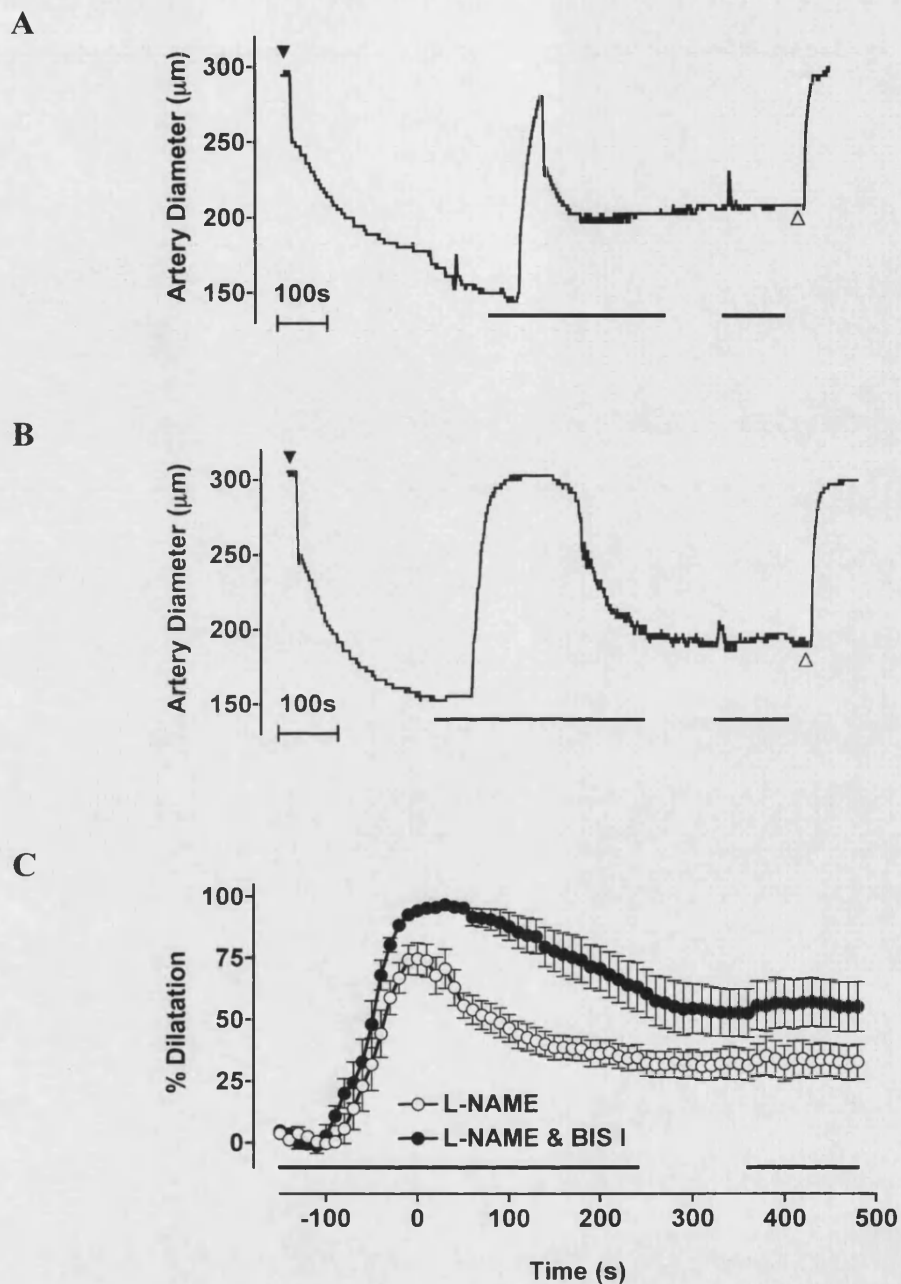 A
Artery Diameter (μm)
300
250
200
150
100s
B
Artery Diameter (μm)
300
250
200
150
100s
C
% Dilatation
100
75
50
25
0
L-NAME
L-NAME & BIS I
-100 0 100 200 300 400 500
Time (s)